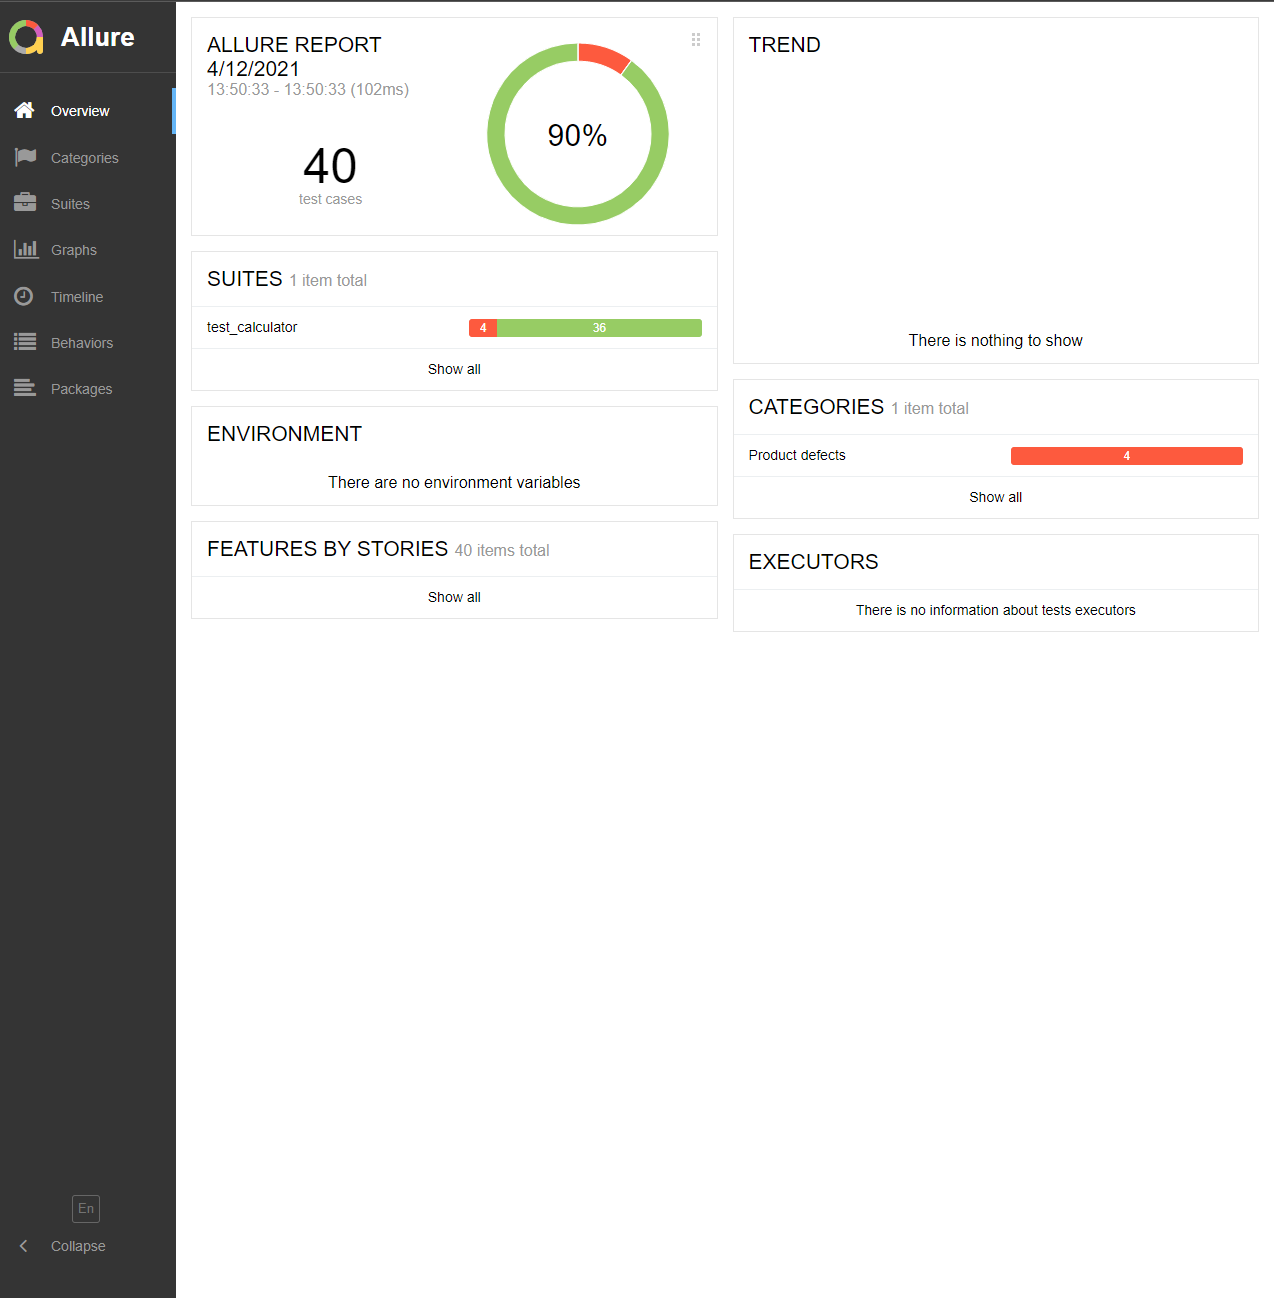 Allure
Overview
Categories
Suites
Graphs
Timeline
Behaviors
Packages
En
Collapse
ALLURE REPORT
4/12/2021
13:50:33 - 13:50:33 (102ms)
40
test cases
90%
SUITES 1 item total
test_calculator 4 36
Show all
ENVIRONMENT
There are no environment variables
FEATURES BY STORIES 40 items total
Show all
TREND
There is nothing to show
CATEGORIES 1 item total
Product defects 4
Show all
EXECUTORS
There is no information about tests executors